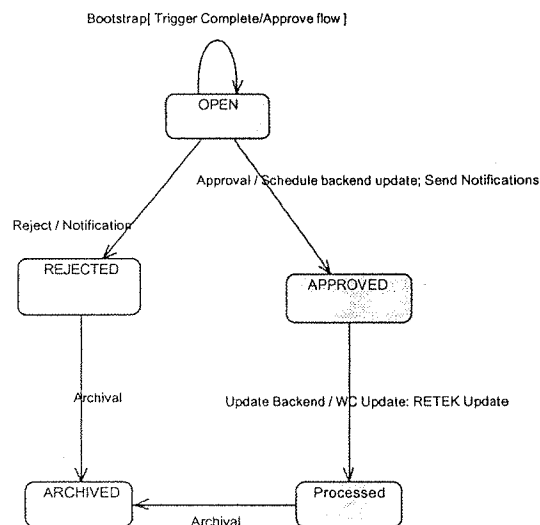 Bootstrap[ Trigger Complete/Approve flow ]
OPEN
Approval / Schedule backend update; Send Notifications
Reject / Notification
REJECTED
APPROVED
Archival
Update Backend / WC Update: RETEK Update
ARCHIVED
Processed
Archival